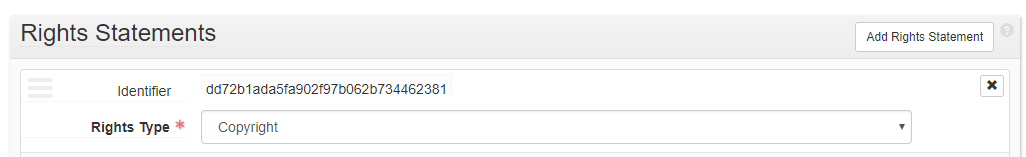 Rights Statements
Add Rights Statement
Identifier dd72b1ada5fa902f97b062b734462381
Rights Type * Copyright